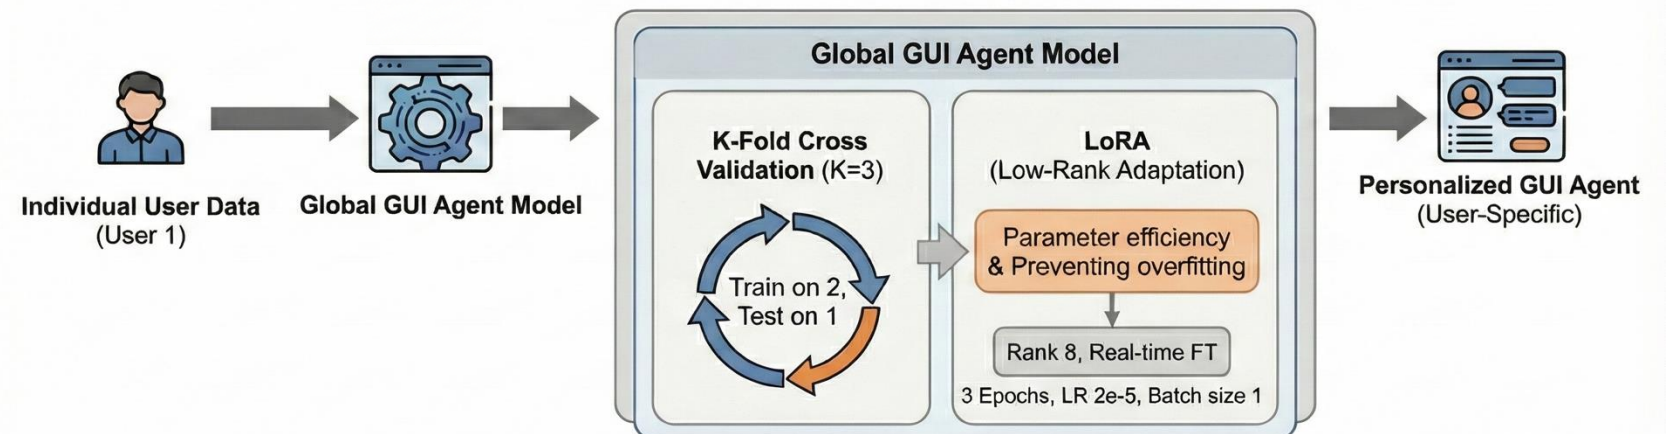 Individual User Data
(User 1)
Global GUI Agent Model
Global GUI Agent Model
K-Fold Cross
Validation (K=3)
Train on 2,
Test on 1
LoRA
(Low-Rank Adaptation)
Parameter efficiency
& Preventing overfitting
Rank 8, Real-time FT
3 Epochs, LR 2e-5, Batch size 1
Personalized GUI Agent
(User-Specific)